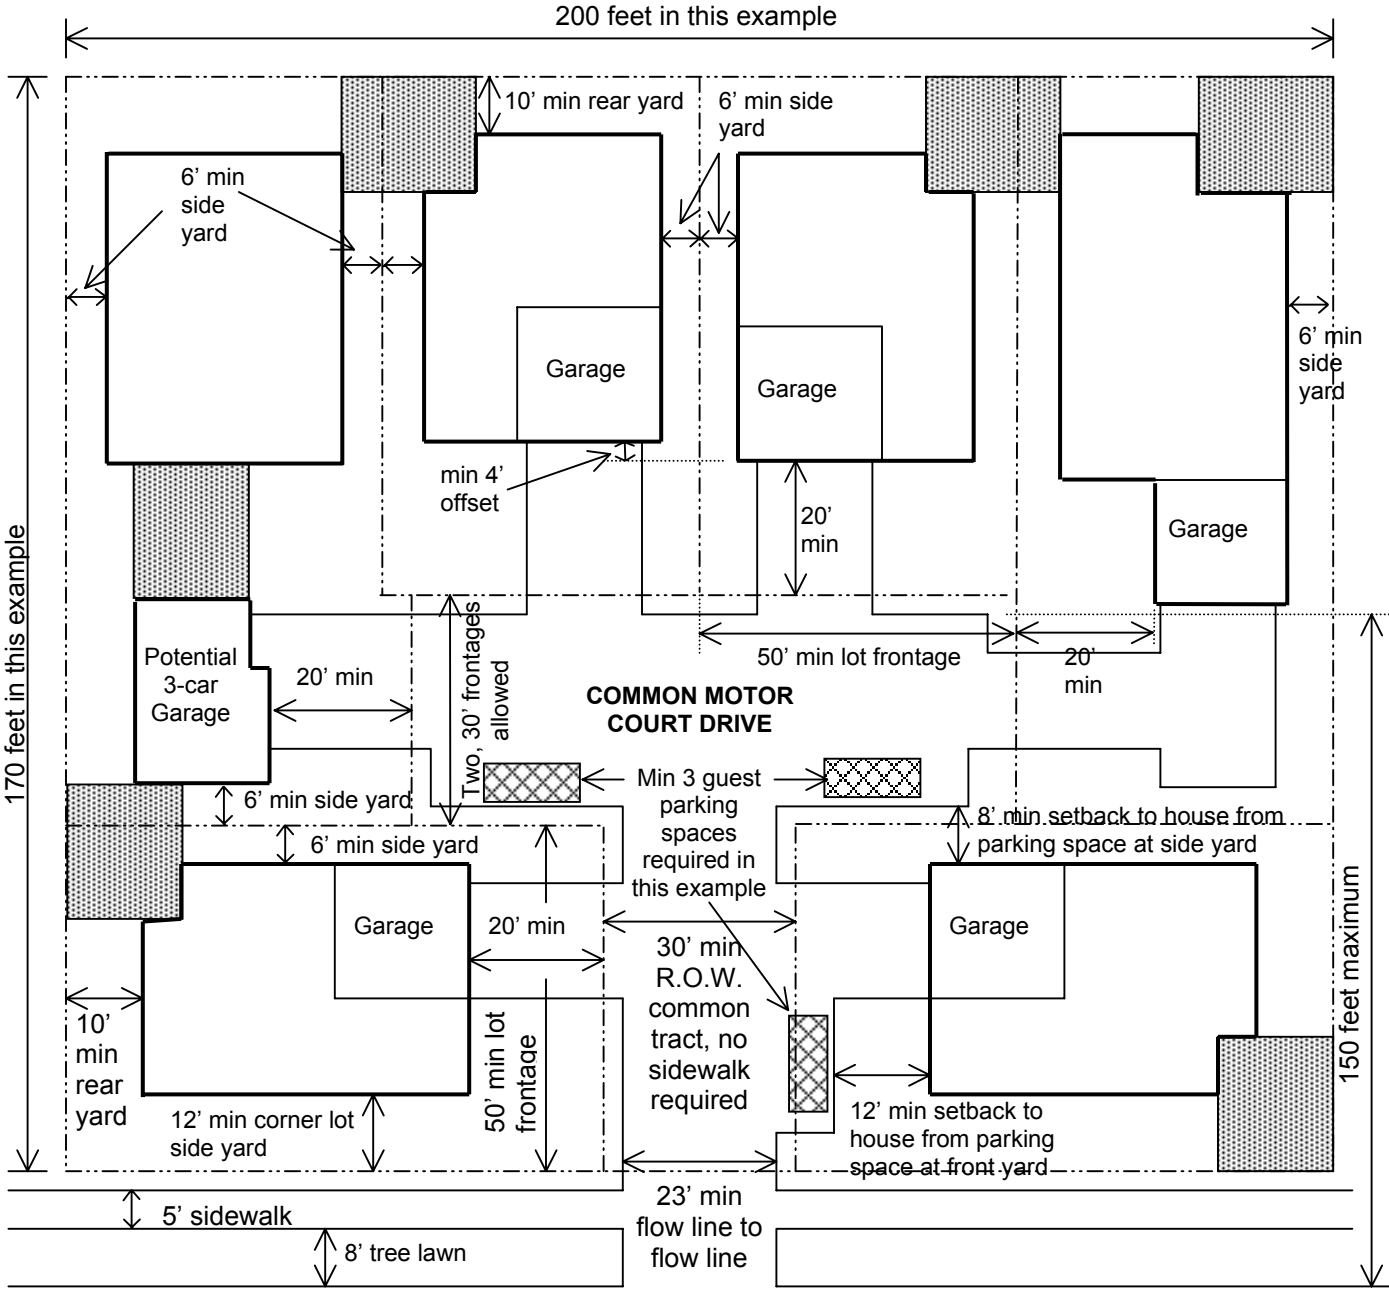 200 feet in this example
10’ min rear yard
6’ min side
yard
6’ min
side
yard
Garage
Garage
6’ min
side
yard
min 4’
offset
20’
min
Garage
170 feet in this example
Potential
3-car
Garage
20’ min
Two, 30’ frontages
allowed
50’ min lot frontage
20’
min
COMMON MOTOR
COURT DRIVE
Min 3 guest
parking
spaces
required in
this example
6’ min side yard
6’ min side yard
8’ min setback to house from
parking space at side yard
Garage
20’ min
Garage
30’ min
R.O.W.
common
tract, no
sidewalk
required
10’
min
rear
yard
50’ min lot
frontage
150 feet maximum
12’ min corner lot
side yard
12’ min setback to
house from parking
space at front yard
5’ sidewalk
23’ min
flow line to
flow line
8’ tree lawn